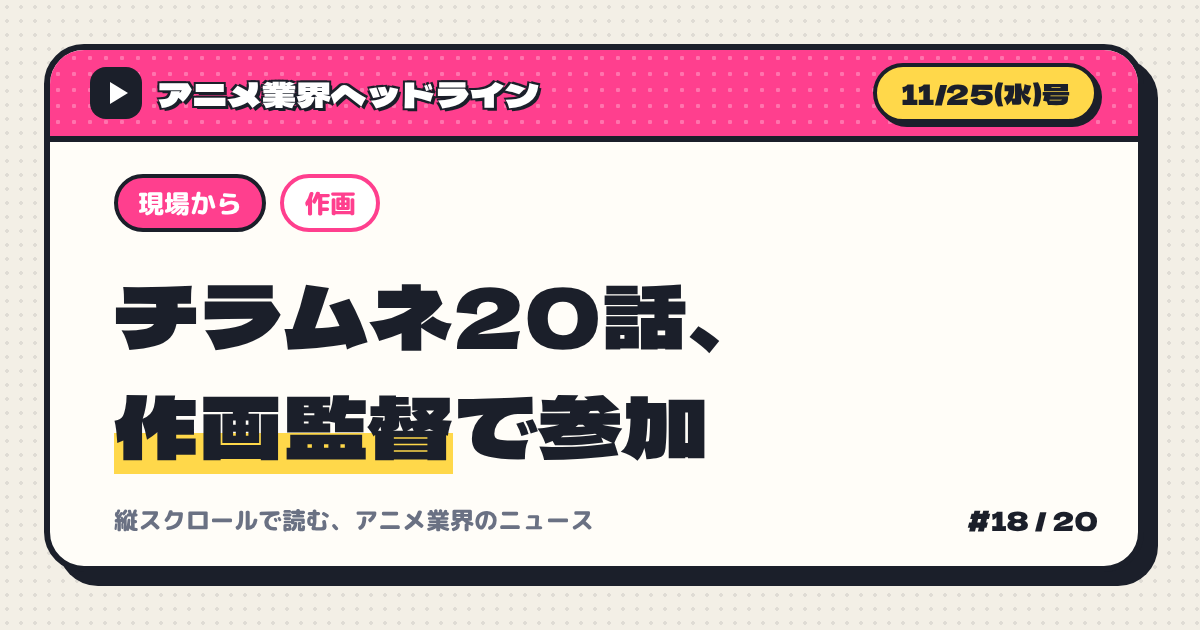 アニメ業界ヘッドライン
11/25(水)号
現場から
作画
チラムネ20話、
作画監督で参加
縦スクロールで読む、アニメ業界のニュース
#18 / 20